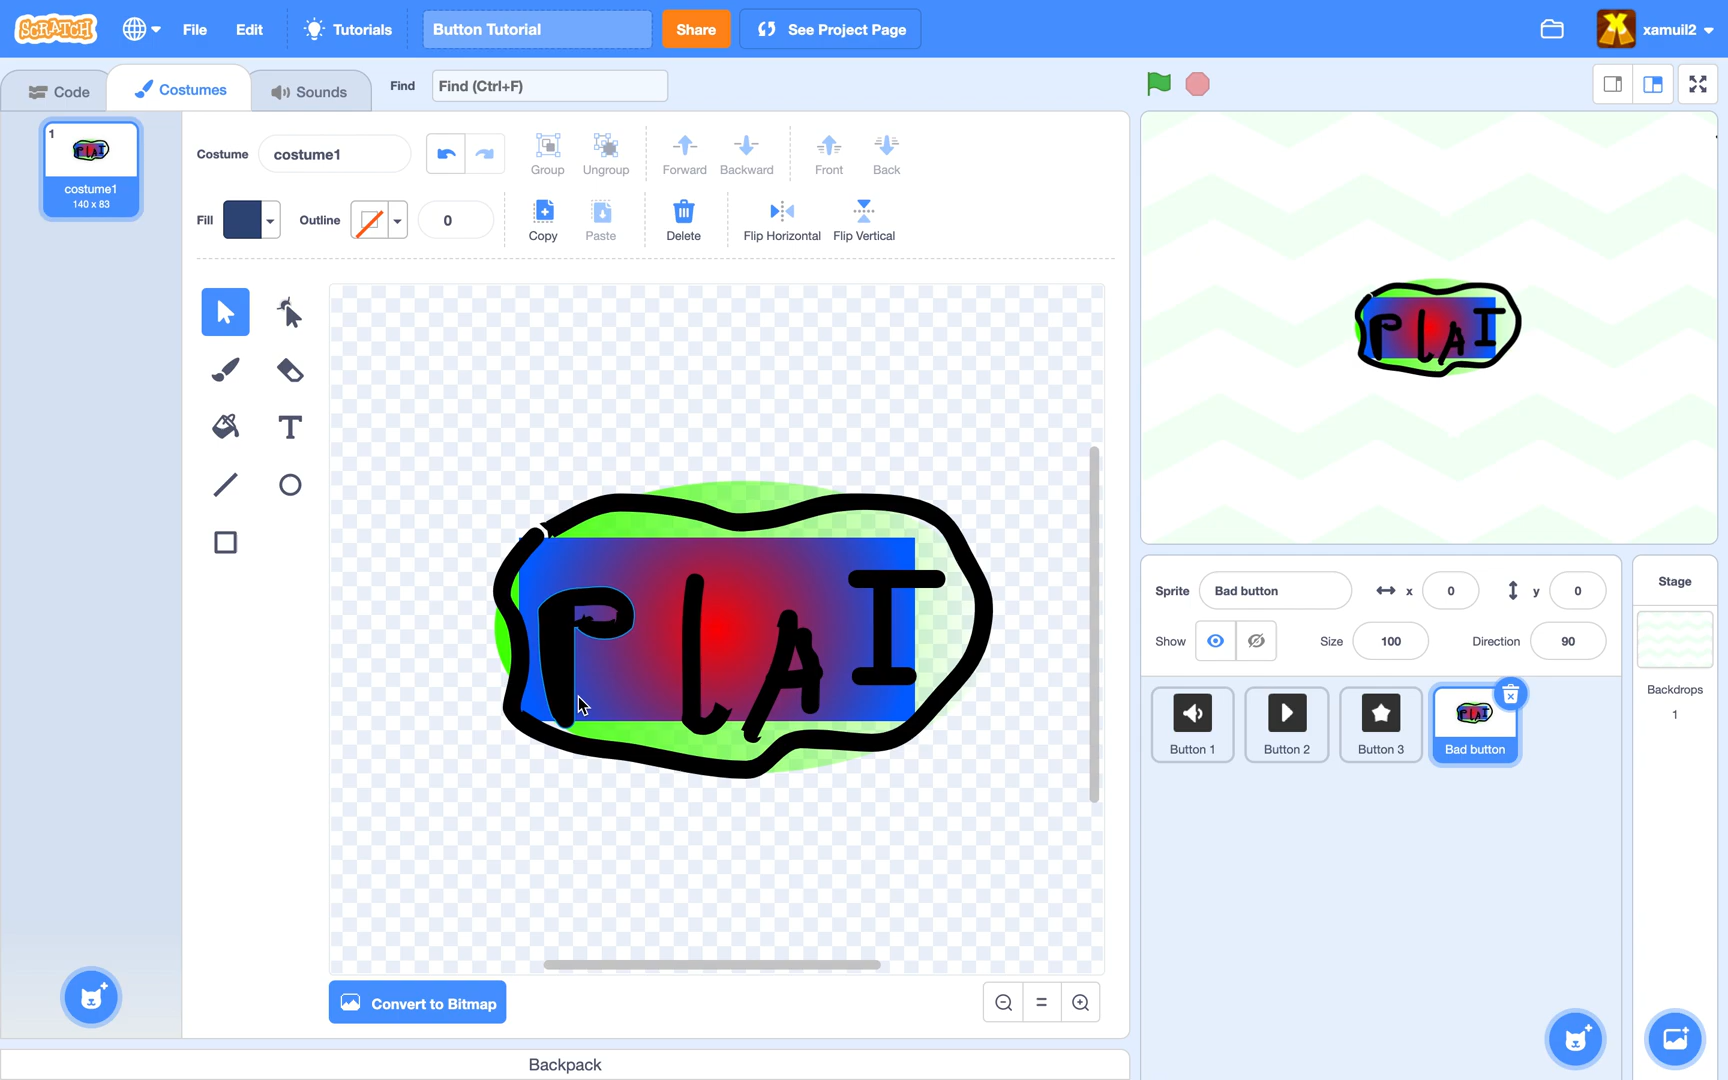 SCRATCH File Edit Tutorials Button Tutorial Share See Project Page xamuil2
Code Costumes Sounds Find Find (Ctrl+F)
1
costume1
140 x 83
Costume costume1 Group Ungroup Forward Backward Front Back
Fill Outline 0 Copy Paste Delete Flip Horizontal Flip Vertical
PlAI
PlAI
Sprite Bad button x 0 y 0
Show Size 100 Direction 90
Button 1 Button 2 Button 3 Bad button
Stage
Backdrops
1
Convert to Bitmap
Backpack